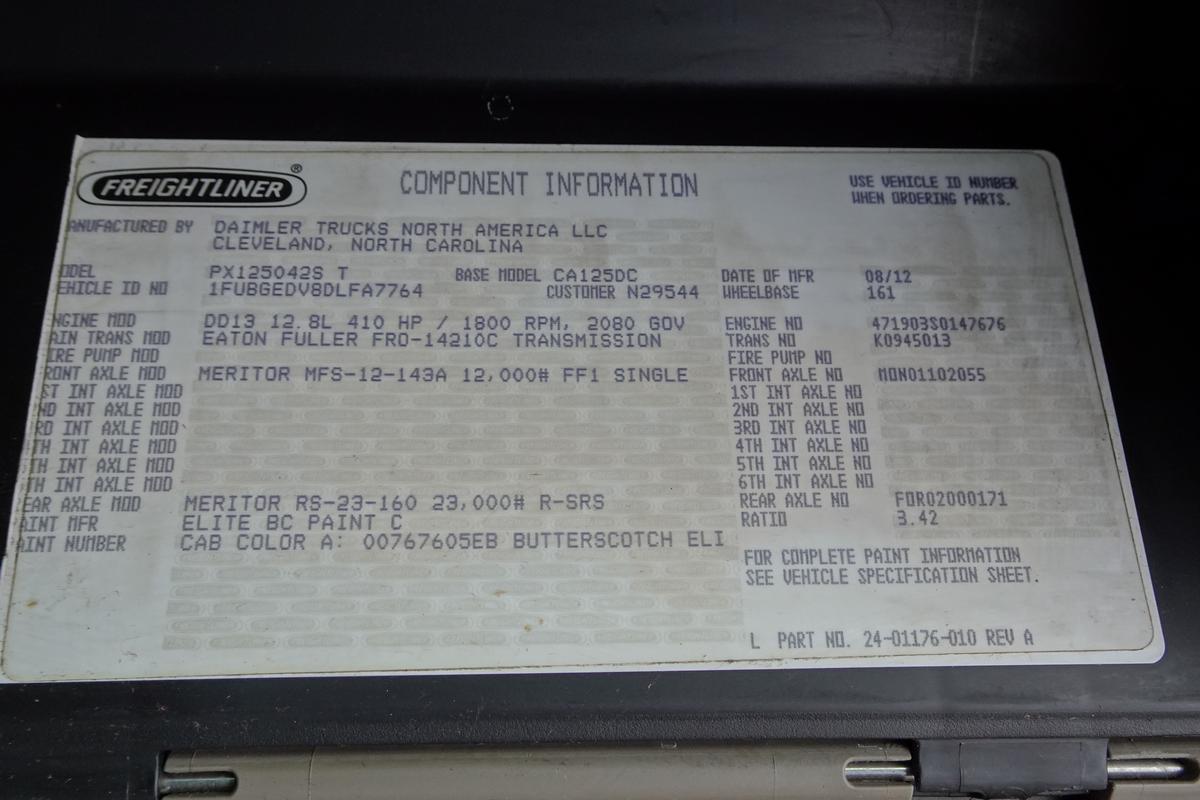 FREIGHTLINER ®
COMPONENT INFORMATION
USE VEHICLE ID NUMBER
WHEN ORDERING PARTS.
ANUFACTURED BY DAIMLER TRUCKS NORTH AMERICA LLC
CLEVELAND, NORTH CAROLINA
ODEL PX125042S T BASE MODEL CA125DC DATE OF MFR 08/12
EHICLE ID NO 1FUBGEDV8DLFA7764 CUSTOMER N29544 WHEELBASE 161
NGINE MOD DD13 12.8L 410 HP / 1800 RPM, 2080 GOV ENGINE NO 471903S0147676
AIN TRANS MOD EATON FULLER FRO-14210C TRANSMISSION TRANS NO K0945013
IRE PUMP MOD FIRE PUMP NO
RONT AXLE MOD MERITOR MFS-12-143A 12,000# FF1 SINGLE FRONT AXLE NO MON01102055
ST INT AXLE MOD 1ST INT AXLE NO
ND INT AXLE MOD 2ND INT AXLE NO
RD INT AXLE MOD 3RD INT AXLE NO
TH INT AXLE MOD 4TH INT AXLE NO
TH INT AXLE MOD 5TH INT AXLE NO
TH INT AXLE MOD 6TH INT AXLE NO
EAR AXLE MOD MERITOR RS-23-160 23,000# R-SRS REAR AXLE NO FOR02000171
AINT MFR ELITE BC PAINT C RATIO 3.42
AINT NUMBER CAB COLOR A: 00767605EB BUTTERSCOTCH ELI
FOR COMPLETE PAINT INFORMATION
SEE VEHICLE SPECIFICATION SHEET.
L PART NO. 24-01176-010 REV A